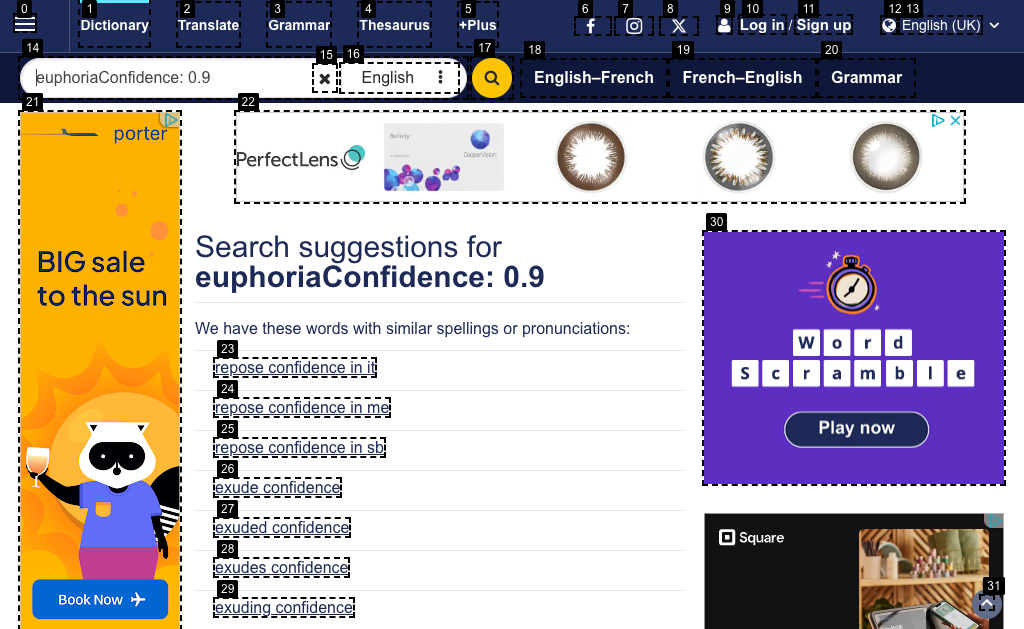 0 1 2 3 4 5 6 7 8 9 10 11 12 13
Dictionary Translate Grammar Thesaurus +Plus Log in / Sign up English (UK)
14 15 16 17 18 19 20
euphoriaConfidence: 0.9 English English–French French–English Grammar
21 22
porter
BIG sale
to the sun
Book Now
PerfectLens
Biofinity
CooperVision
Search suggestions for
euphoriaConfidence: 0.9
We have these words with similar spellings or pronunciations:
23
repose confidence in it
24
repose confidence in me
25
repose confidence in sb
26
exude confidence
27
exuded confidence
28
exudes confidence
29
exuding confidence
30
Word
Scramble
Play now
Square
31